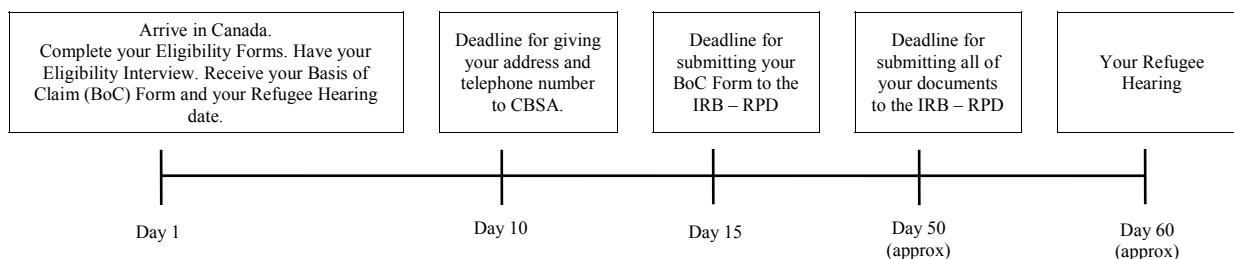 Arrive in Canada.
Complete your Eligibility Forms. Have your
Eligibility Interview. Receive your Basis of
Claim (BoC) Form and your Refugee Hearing
date.
Deadline for giving
your address and
telephone number
to CBSA.
Deadline for
submitting your
BoC Form to the
IRB – RPD
Deadline for
submitting all of
your documents
to the IRB – RPD
Your Refugee
Hearing
Day 1
Day 10
Day 15
Day 50
(approx)
Day 60
(approx)